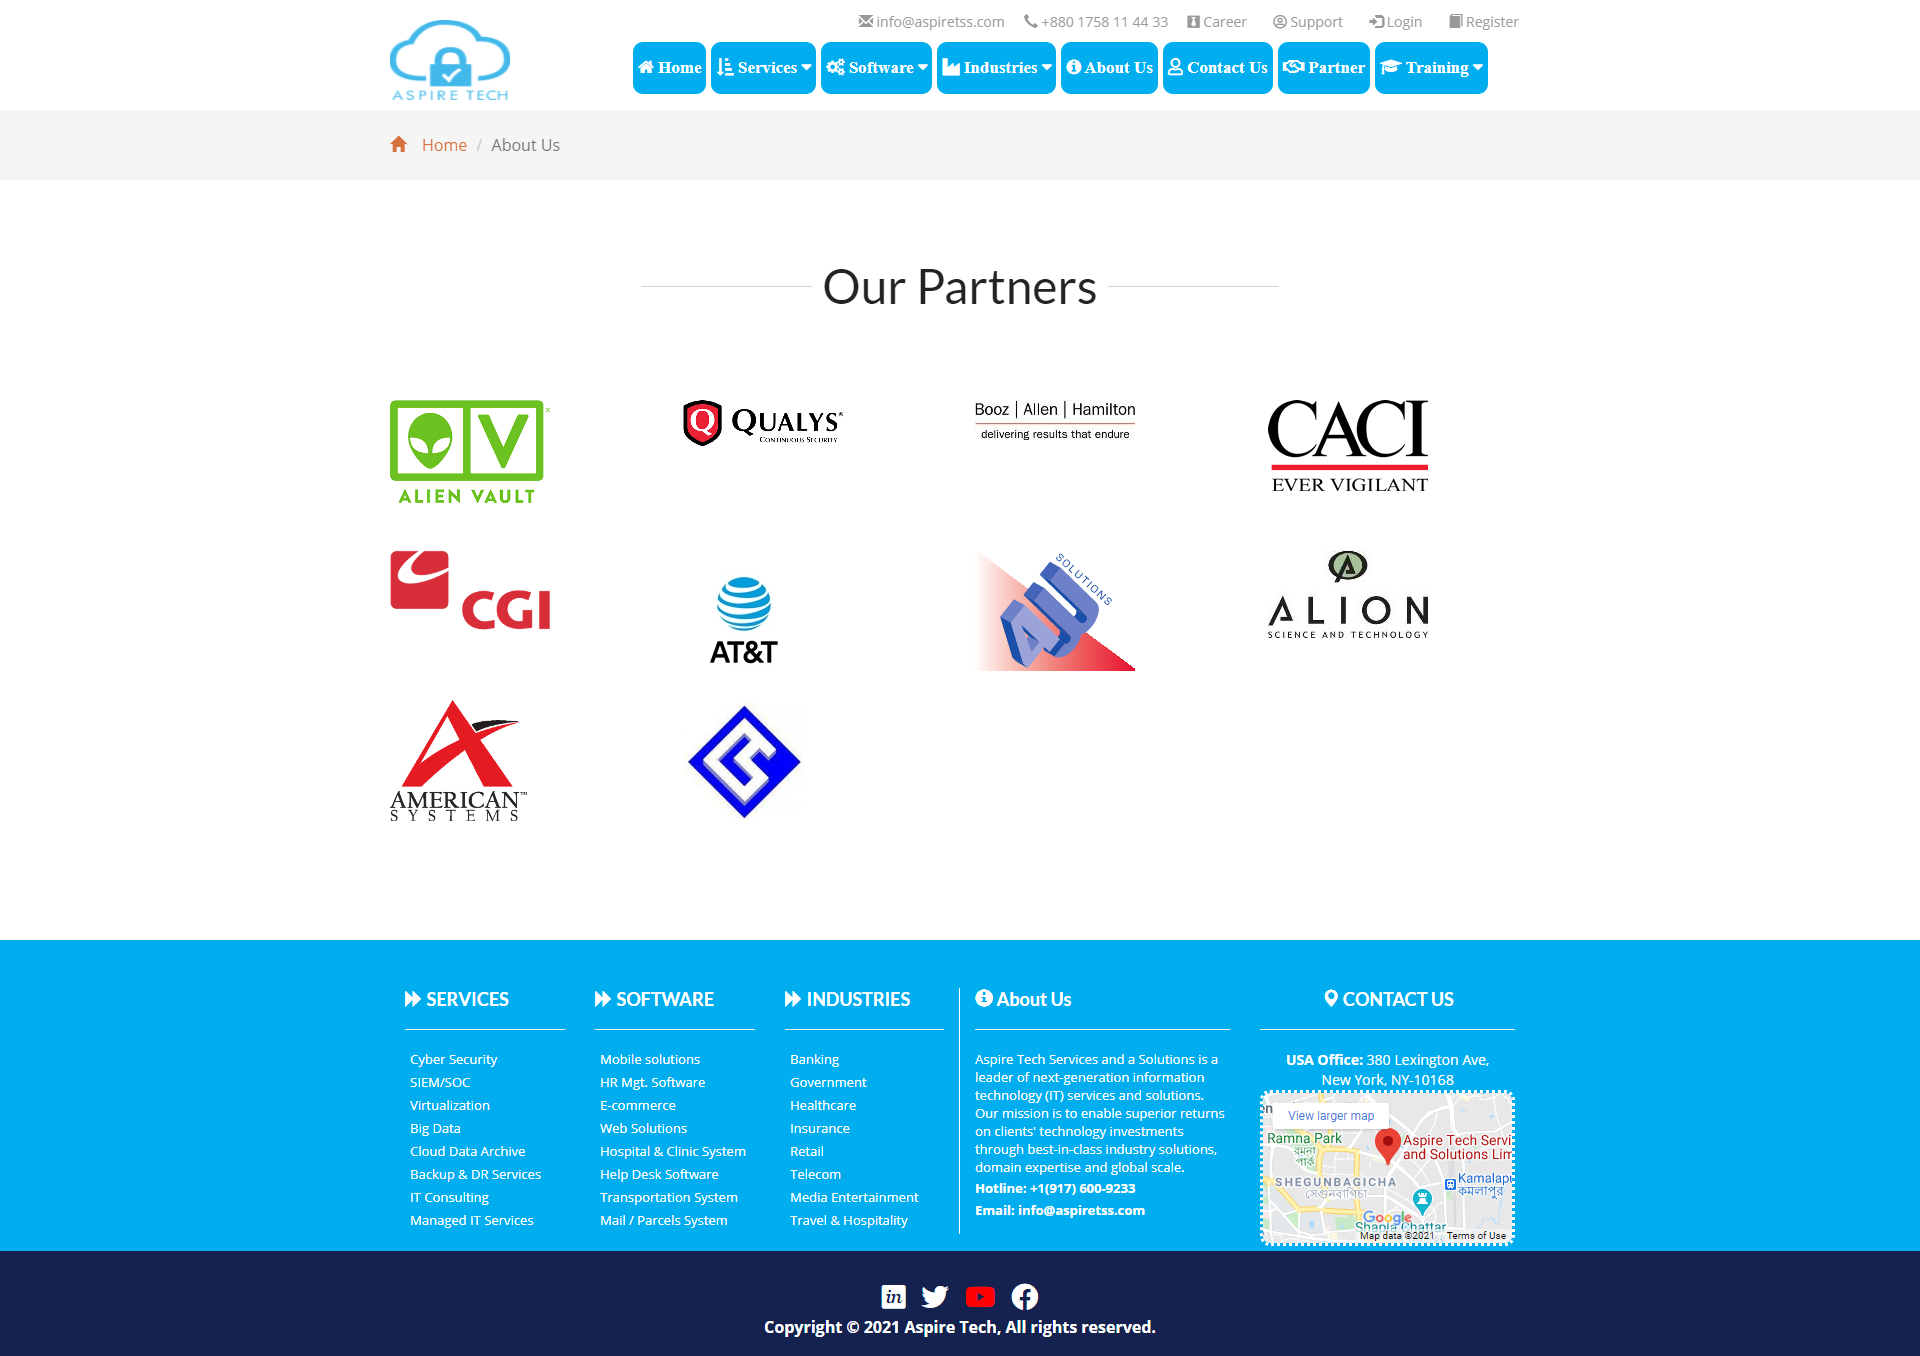 info@aspiretss.com +880 1758 11 44 33 Career Support Login Register
ASPIRE TECH
Home Services Software Industries About Us Contact Us Partner Training
Home / About Us
Our Partners
ALIEN VAULT
QUALYS
CONTINUOUS SECURITY
Booz | Allen | Hamilton
delivering results that endure
CACI
EVER VIGILANT
CGI
AT&T
SOLUTIONS
ALION
SCIENCE AND TECHNOLOGY
AMERICAN
SYSTEMS
SERVICES
Cyber Security
SIEM/SOC
Virtualization
Big Data
Cloud Data Archive
Backup & DR Services
IT Consulting
Managed IT Services
SOFTWARE
Mobile solutions
HR Mgt. Software
E-commerce
Web Solutions
Hospital & Clinic System
Help Desk Software
Transportation System
Mail / Parcels System
INDUSTRIES
Banking
Government
Healthcare
Insurance
Retail
Telecom
Media Entertainment
Travel & Hospitality
About Us
Aspire Tech Services and a Solutions is a
leader of next-generation information
technology (IT) services and solutions.
Our mission is to enable superior returns
on clients' technology investments
through best-in-class industry solutions,
domain expertise and global scale.
Hotline: +1(917) 600-9233
Email: info@aspiretss.com
CONTACT US
USA Office: 380 Lexington Ave,
New York, NY-10168
View larger map
Ramna Park
রমনা
পার্ক
Aspire Tech Servi
and Solutions Lim
SHEGUNBAGICHA
সেগুনবাগিচা
Kamalapu
কমলাপুর
Shapla Chattar
Google
Map data ©2021 Terms of Use
in
Copyright © 2021 Aspire Tech, All rights reserved.